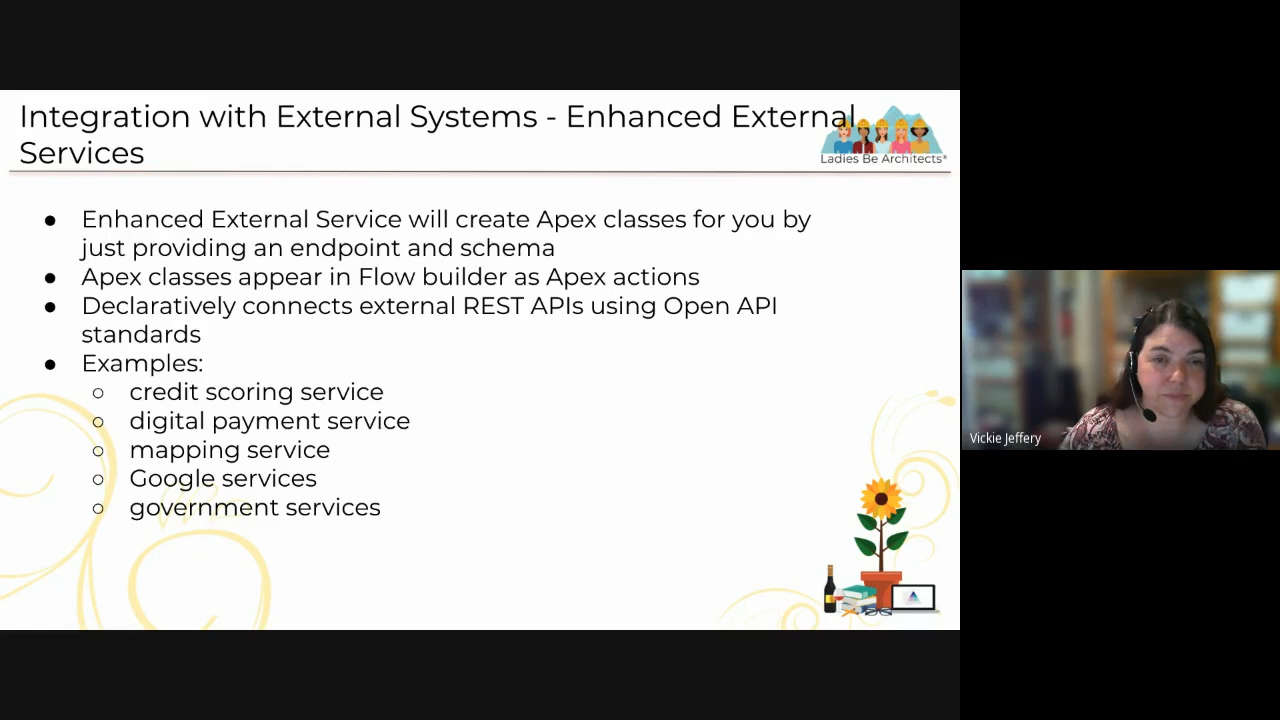 Integration with External Systems - Enhanced External
Services
Ladies Be Architects®
● Enhanced External Service will create Apex classes for you by
just providing an endpoint and schema
● Apex classes appear in Flow builder as Apex actions
● Declaratively connects external REST APIs using Open API
standards
● Examples:
○ credit scoring service
○ digital payment service
○ mapping service
○ Google services
○ government services
Vickie Jeffery